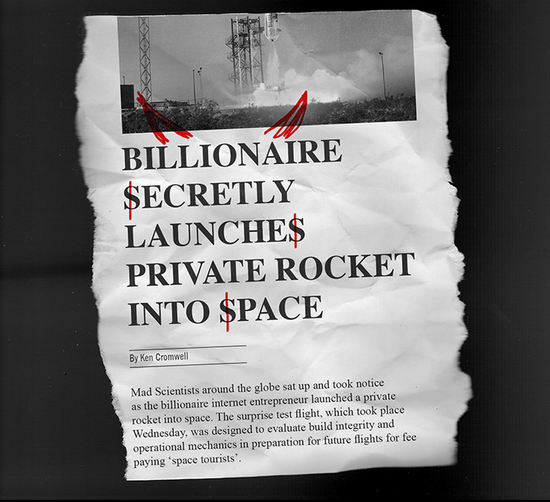 BILLIONAIRE
$ECRETLY
LAUNCHE$
PRIVATE ROCKET
INTO $PACE
By Ken Cromwell
Mad Scientists around the globe sat up and took notice
as the billionaire internet entrepreneur launched a private
rocket into space. The surprise test flight, which took place
Wednesday, was designed to evaluate build integrity and
operational mechanics in preparation for future flights for fee
paying ‘space tourists’.